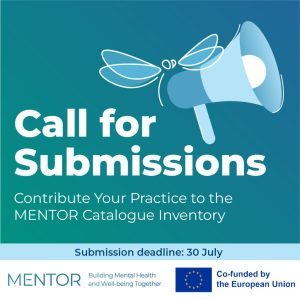 Call for
Submissions
Contribute Your Practice to the
MENTOR Catalogue Inventory
Submission deadline: 30 July
MENTOR
Building Mental Health
and Well-being Together
Co-funded by
the European Union